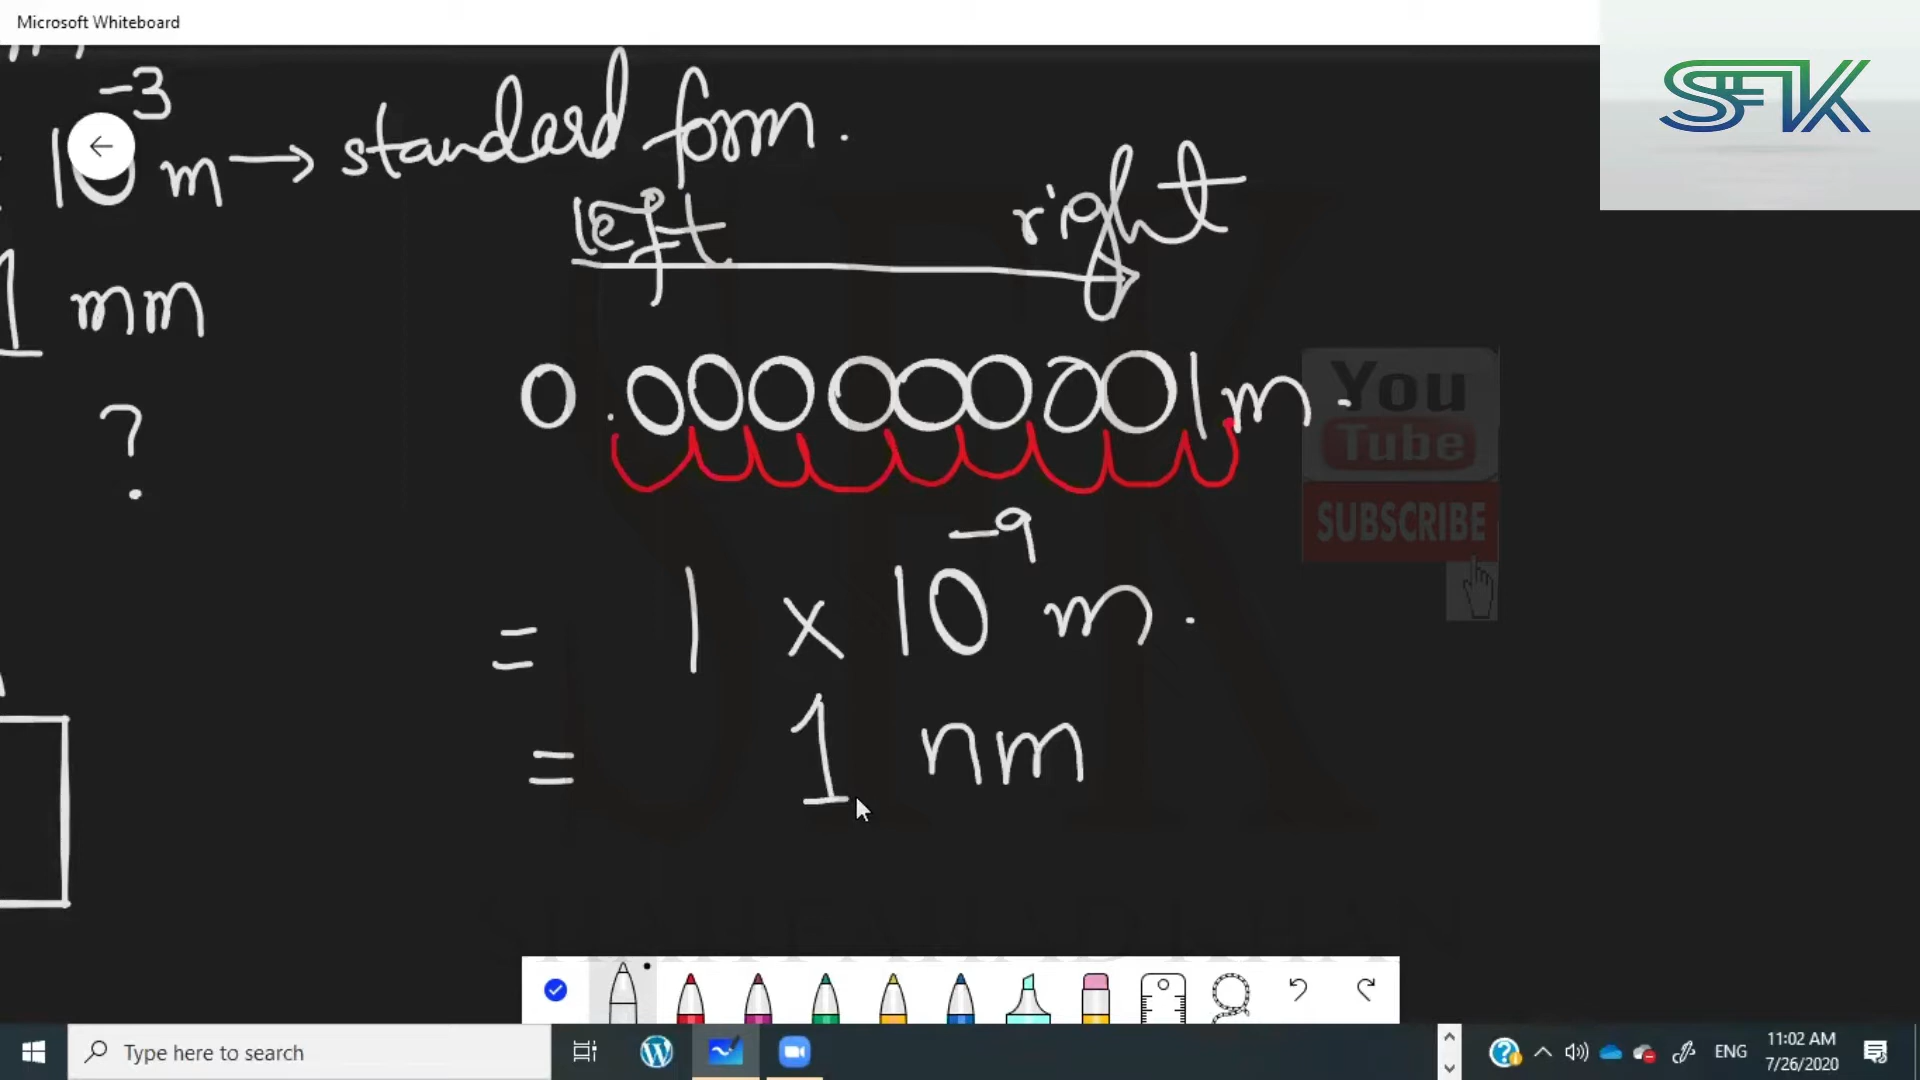 Microsoft Whiteboard
SFK
-3
10 m → standard form.
left right
1 mm
0.000000001m.
?
You
Tube
SUBSCRIBE
= 1 × 10⁻⁹ m.
= 1 nm
Type here to search
ENG
11:02 AM
7/26/2020